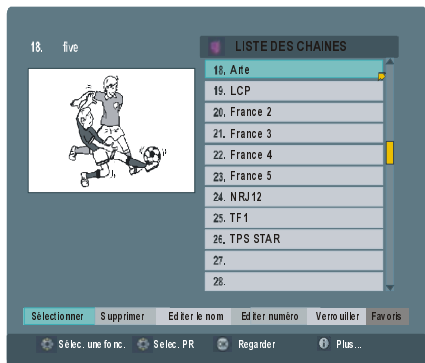 18. five
LISTE DES CHAINES
18, Arte
19. LCP
20, France 2
21. France 3
22. France 4
23, France 5
24. NRJ12
25. TF1
26. TPS STAR
27.
28.
Sélectionner Supprimer Editer le nom Editer numéro Verrouiller Favoris
Sélec. une fonc. Selec. PR OK Regarder i Plus...